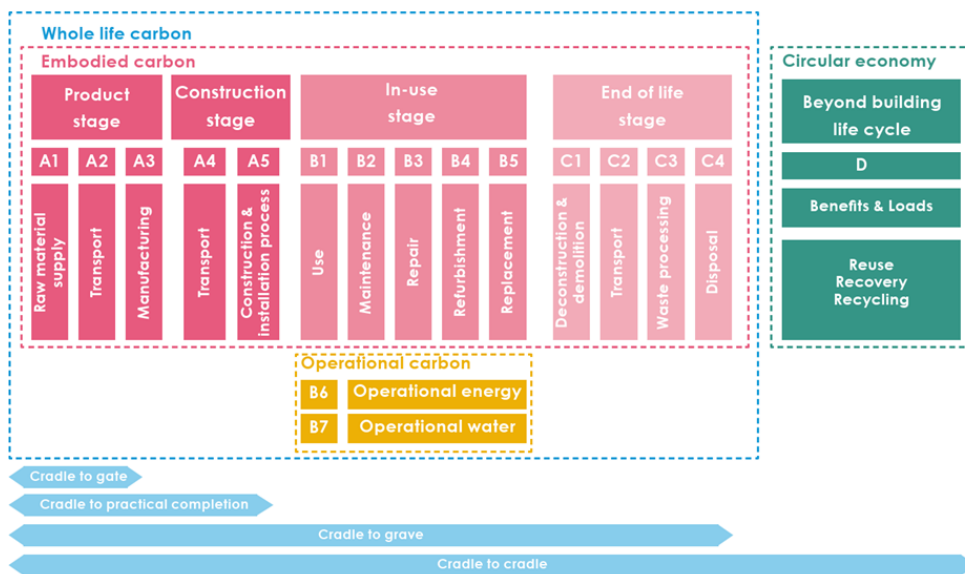 Whole life carbon
Embodied carbon
Circular economy
Product
stage
Construction
stage
In-use
stage
End of life
stage
Beyond building
life cycle
A1
A2
A3
A4
A5
B1
B2
B3
B4
B5
C1
C2
C3
C4
D
Raw material
supply
Transport
Manufacturing
Transport
Construction &
installation process
Use
Maintenance
Repair
Refurbishment
Replacement
Deconstruction &
demolition
Transport
Waste processing
Disposal
Benefits & Loads
Reuse
Recovery
Recycling
Operational carbon
B6
Operational energy
B7
Operational water
Cradle to gate
Cradle to practical completion
Cradle to grave
Cradle to cradle